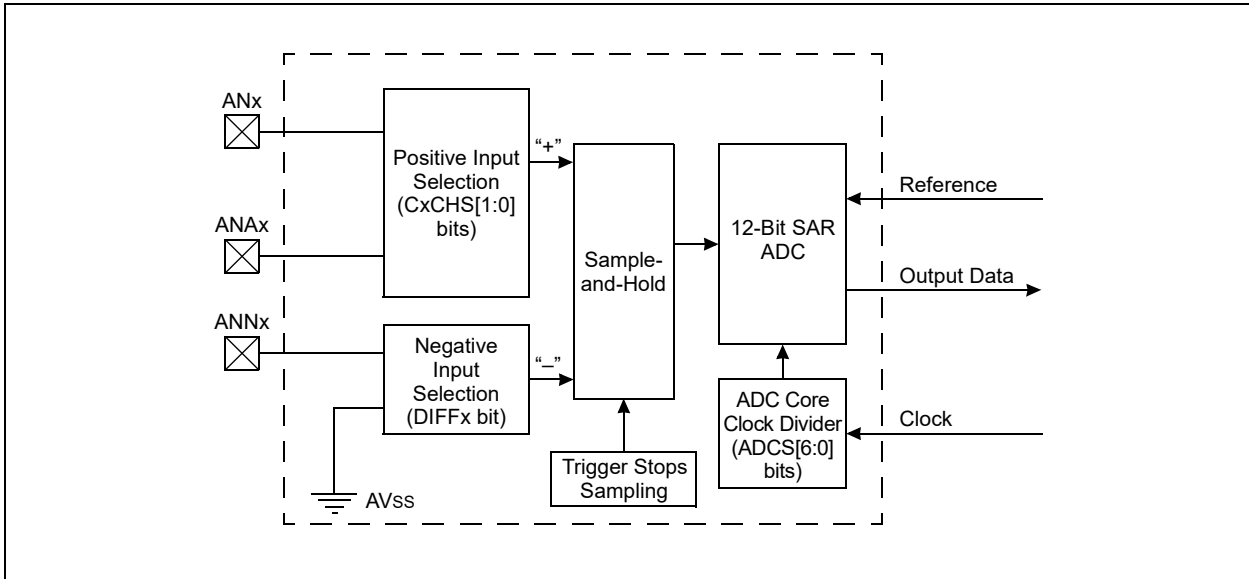 ANx
ANAx
ANNx
Positive Input
Selection
(CxCHS[1:0]
bits)
“+”
Negative
Input
Selection
(DIFFx bit)
“–”
AVSS
Sample-
and-Hold
Trigger Stops
Sampling
12-Bit SAR
ADC
ADC Core
Clock Divider
(ADCS[6:0]
bits)
Reference
Output Data
Clock